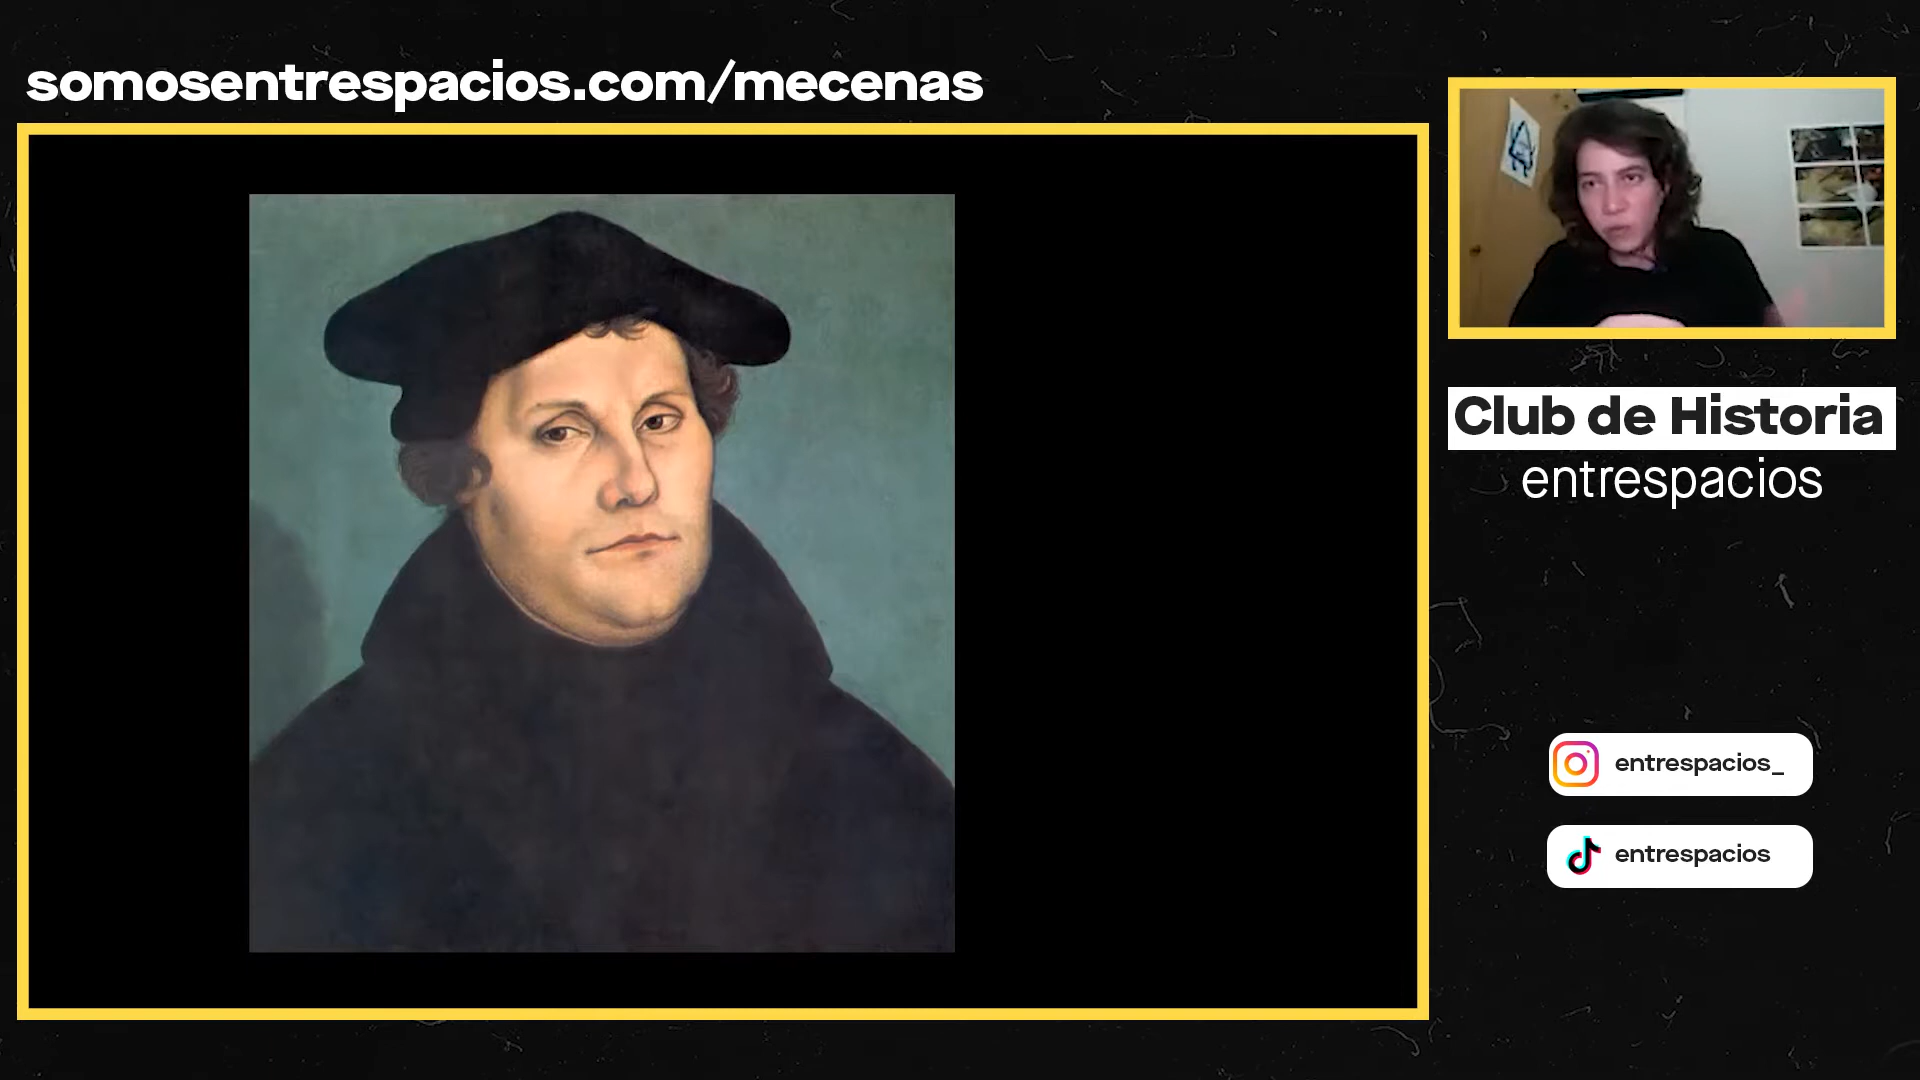 somosentrespacios.com/mecenas
Club de Historia
entrespacios
entrespacios_
entrespacios